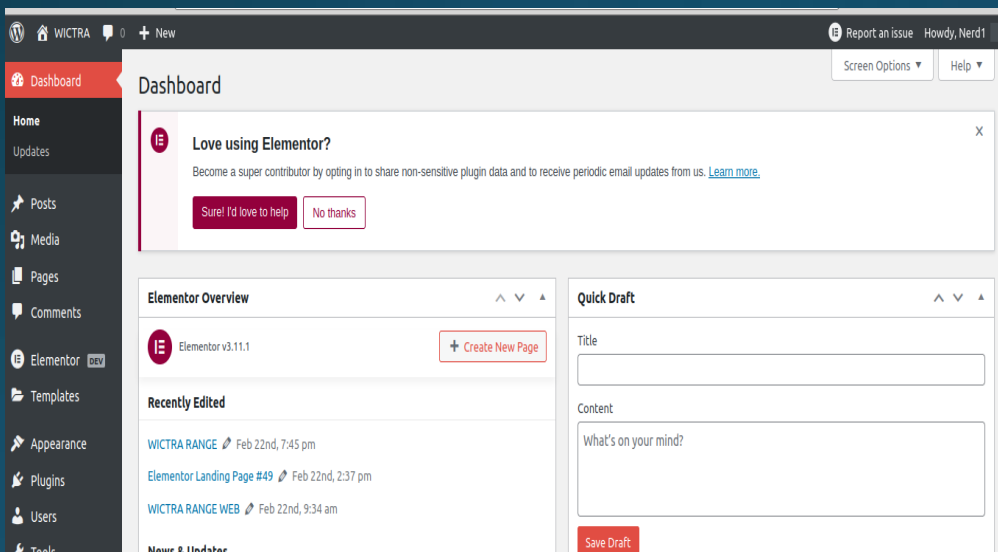 WICTRA 0 + New Report an issue Howdy, Nerd1
Screen Options ▼ Help ▼
Dashboard
Home
Updates
Posts
Media
Pages
Comments
Elementor DEV
Templates
Appearance
Plugins
Users
Tools
Dashboard
Love using Elementor?
X
Become a super contributor by opting in to share non-sensitive plugin data and to receive periodic email updates from us. Learn more.
Sure! I'd love to help No thanks
Elementor Overview
Elementor v3.11.1
+ Create New Page
Recently Edited
WICTRA RANGE Feb 22nd, 7:45 pm
Elementor Landing Page #49 Feb 22nd, 2:37 pm
WICTRA RANGE WEB Feb 22nd, 9:34 am
News & Updates
Quick Draft
Title
Content
What's on your mind?
Save Draft